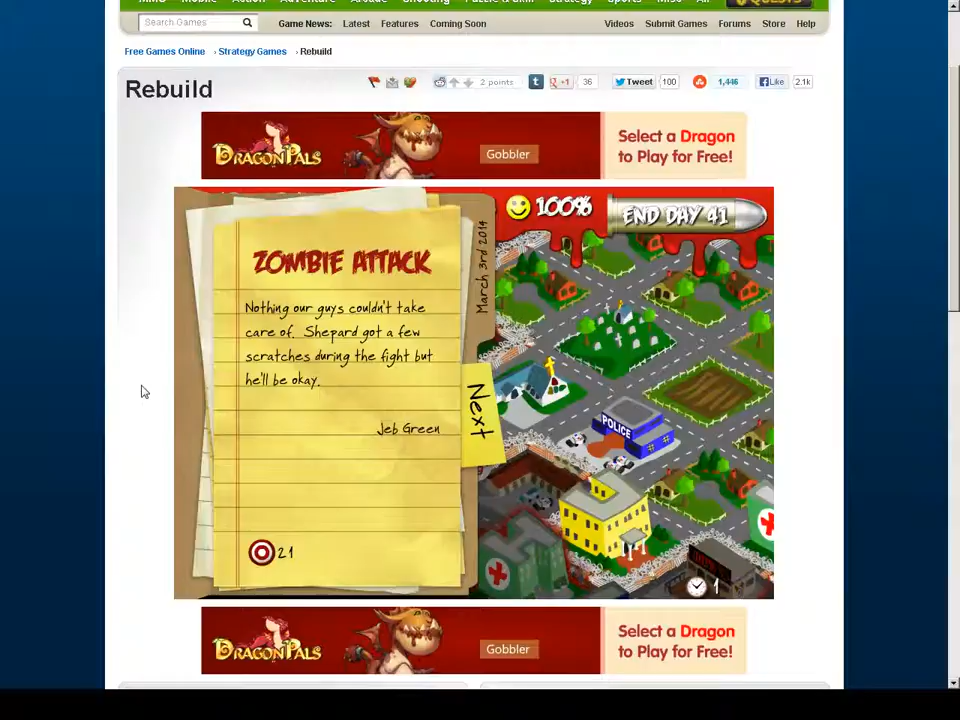 Search Games
Game News: Latest Features Coming Soon Videos Submit Games Forums Store Help
Free Games Online › Strategy Games › Rebuild
Rebuild
2 points
t
+1 36
Tweet 100
1,446
Like 2.1k
DRAGONPALS
Gobbler
Select a Dragon
to Play for Free!
100%
END DAY 41
March 3rd 2014
ZOMBIE ATTACK
Nothing our guys couldn't take
care of. Shepard got a few
scratches during the fight but
he'll be okay.
Jeb Green
Next
21
POLICE
1
DRAGONPALS
Gobbler
Select a Dragon
to Play for Free!